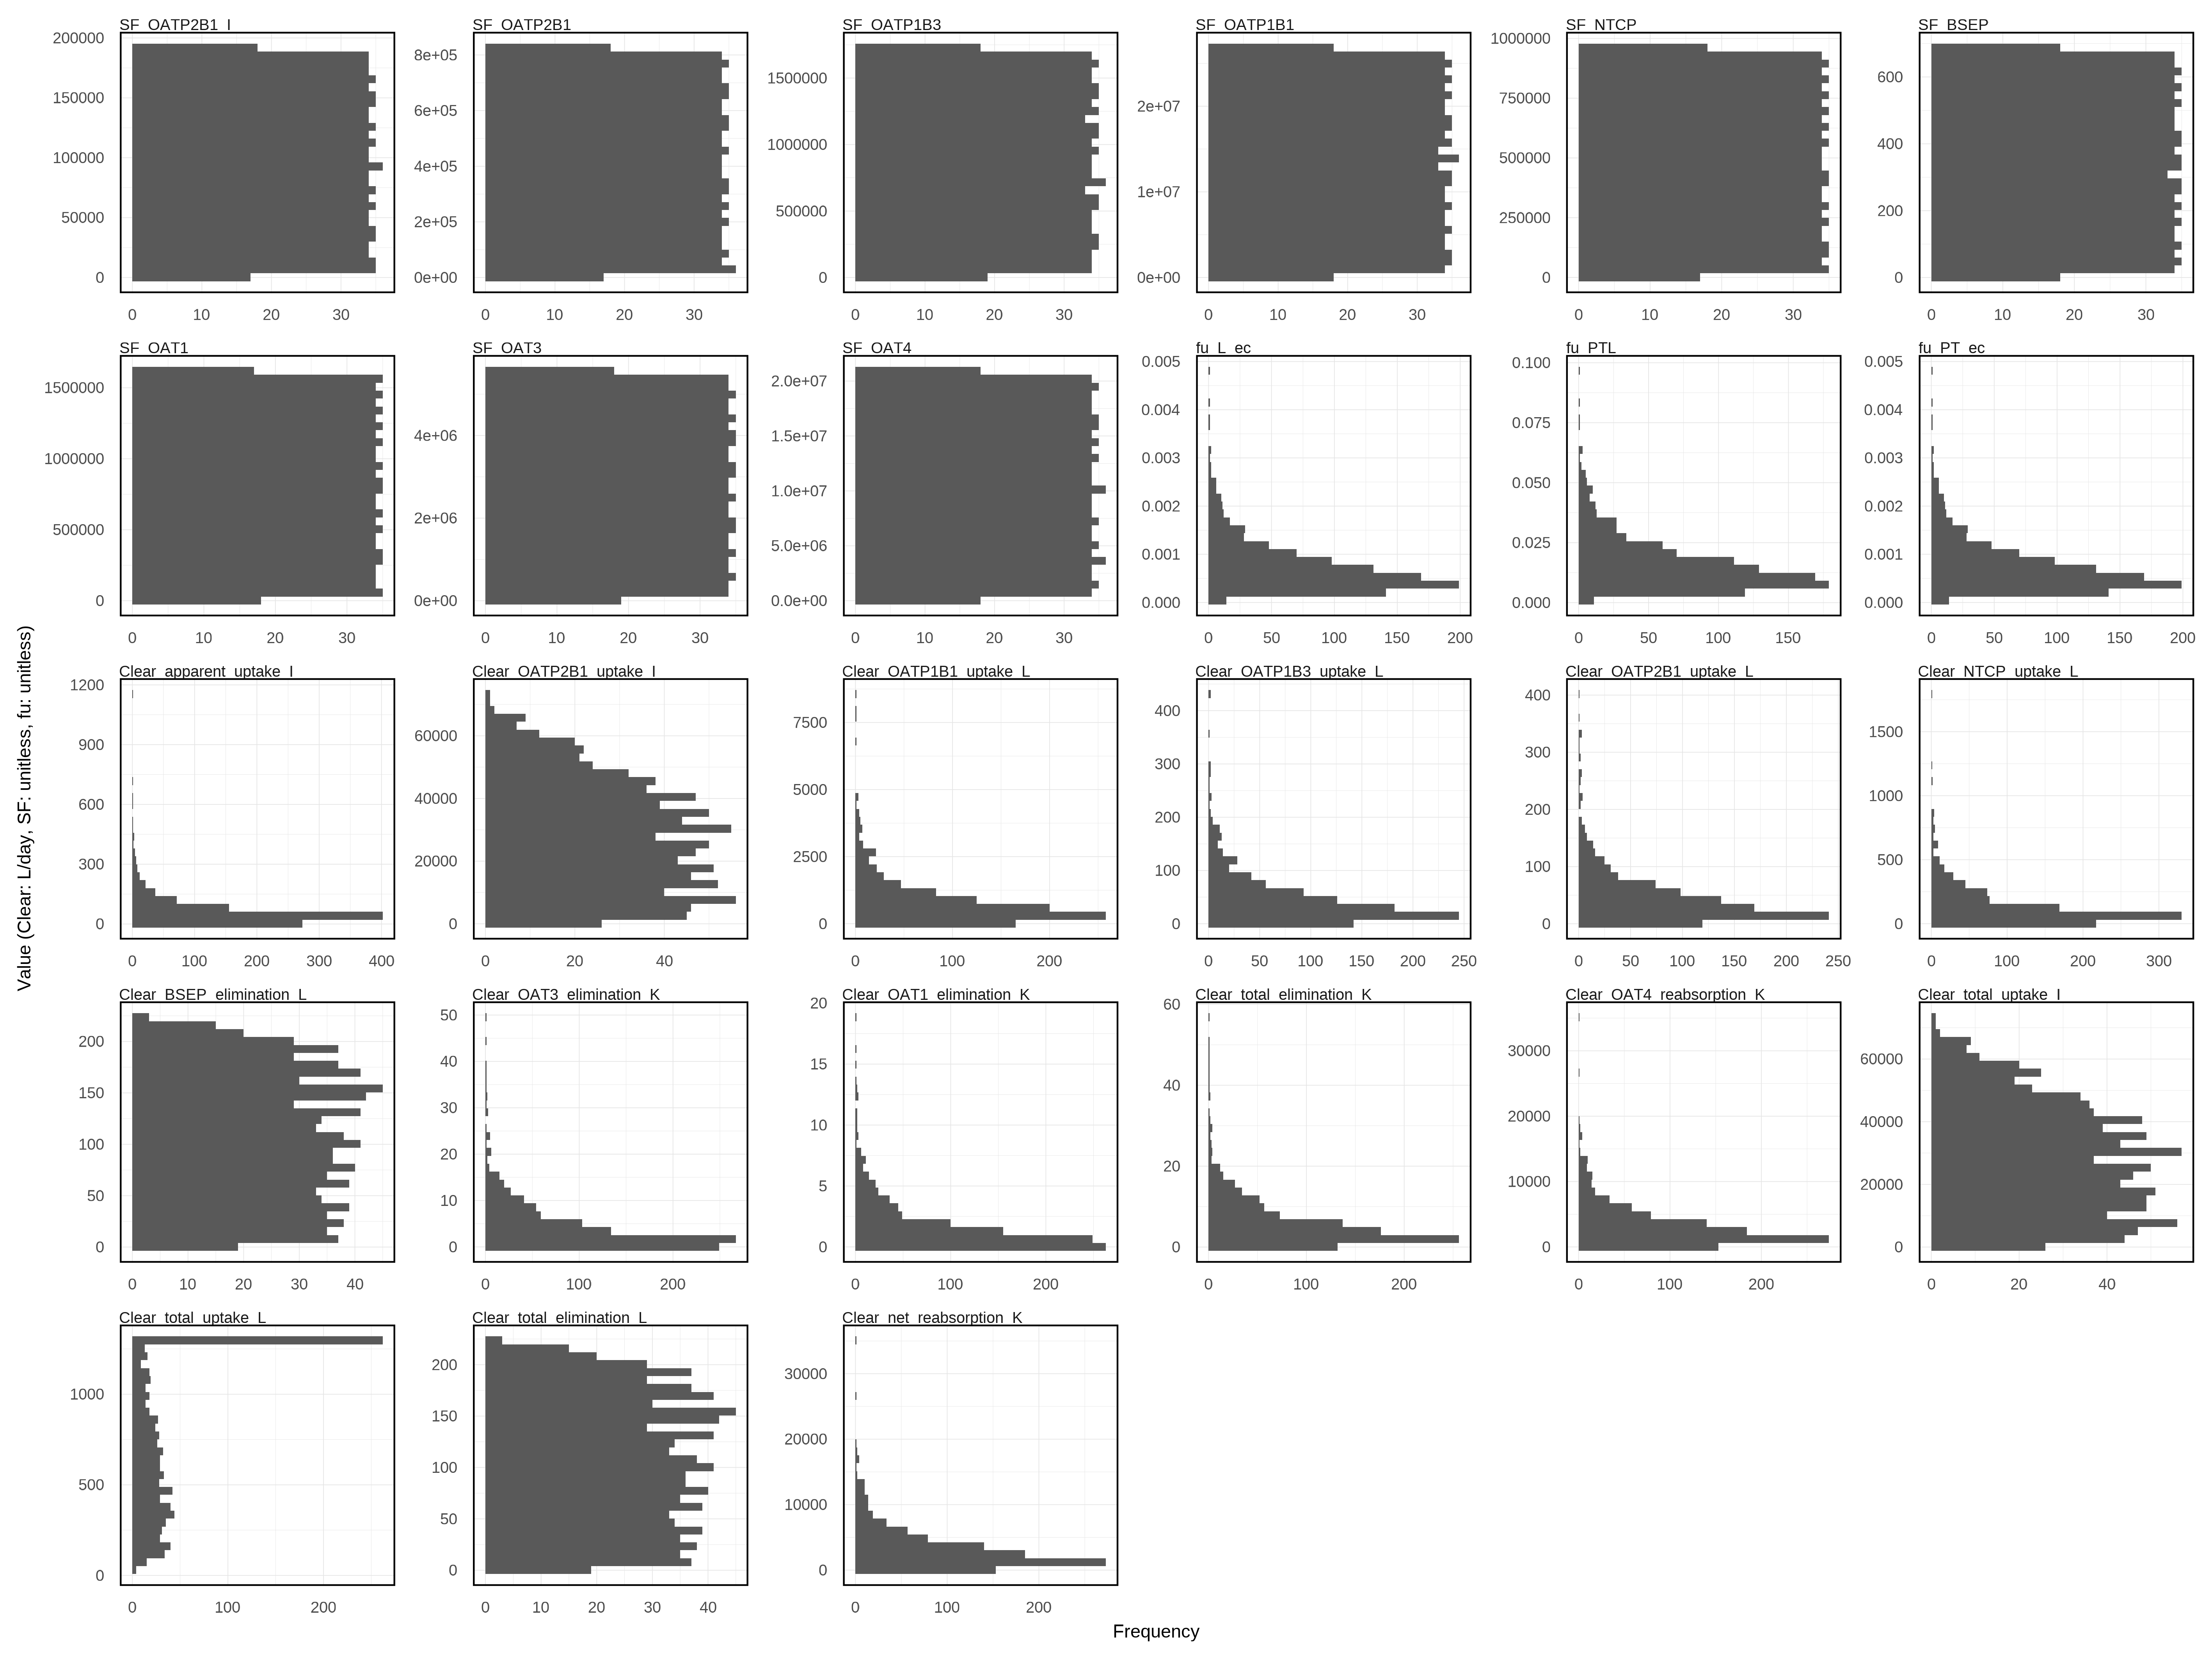 SF_OATP2B1_I SF_OATP2B1 SF_OATP1B3 SF_OATP1B1 SF_NTCP SF_BSEP
200000 150000 100000 50000 0
8e+05 6e+05 4e+05 2e+05 0e+00
1500000 1000000 500000 0
2e+07 1e+07 0e+00
1000000 750000 500000 250000 0
600 400 200 0
0 10 20 30 0 10 20 30 0 10 20 30 0 10 20 30 0 10 20 30 0 10 20 30
SF_OAT1 SF_OAT3 SF_OAT4 fu_L_ec fu_PTL fu_PT_ec
1500000 1000000 500000 0
4e+06 2e+06 0e+00
2.0e+07 1.5e+07 1.0e+07 5.0e+06 0.0e+00
0.005 0.004 0.003 0.002 0.001 0.000
0.100 0.075 0.050 0.025 0.000
0.005 0.004 0.003 0.002 0.001 0.000
0 10 20 30 0 10 20 30 0 10 20 30 0 50 100 150 200 0 50 100 150 0 50 100 150 200
Value (Clear: L/day, SF: unitless, fu: unitless)
Clear_apparent_uptake_I Clear_OATP2B1_uptake_I Clear_OATP1B1_uptake_L Clear_OATP1B3_uptake_L Clear_OATP2B1_uptake_L Clear_NTCP_uptake_L
1200 900 600 300 0
60000 40000 20000 0
7500 5000 2500 0
400 300 200 100 0
400 300 200 100 0
1500 1000 500 0
0 100 200 300 400 0 20 40 0 100 200 0 50 100 150 200 250 0 50 100 150 200 250 0 100 200 300
Clear_BSEP_elimination_L Clear_OAT3_elimination_K Clear_OAT1_elimination_K Clear_total_elimination_K Clear_OAT4_reabsorption_K Clear_total_uptake_I
200 150 100 50 0
50 40 30 20 10 0
20 15 10 5 0
60 40 20 0
30000 20000 10000 0
60000 40000 20000 0
0 10 20 30 40 0 100 200 0 100 200 0 100 200 0 100 200 0 20 40
Clear_total_uptake_L Clear_total_elimination_L Clear_net_reabsorption_K
1000 500 0
200 150 100 50 0
30000 20000 10000 0
0 100 200 0 10 20 30 40 0 100 200
Frequency